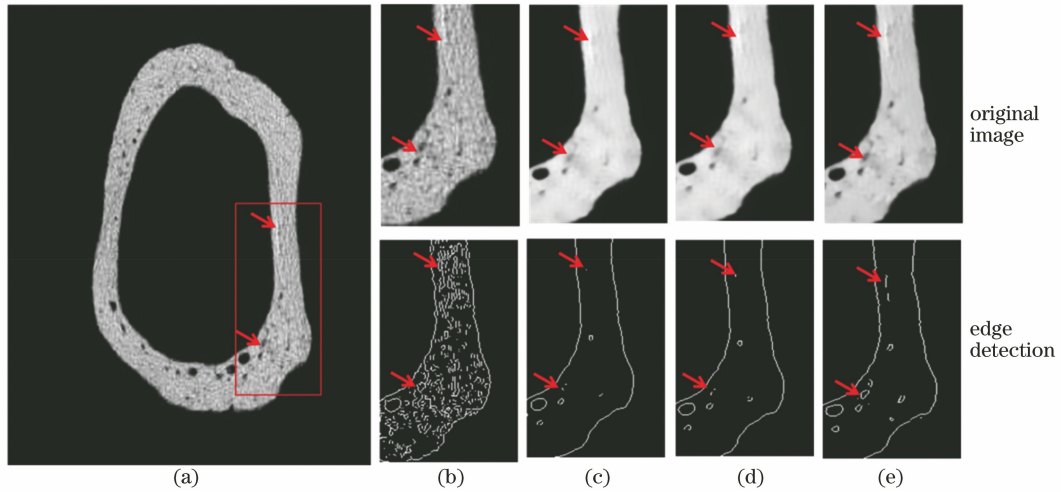 original
image
edge
detection
(a)
(b)
(c)
(d)
(e)